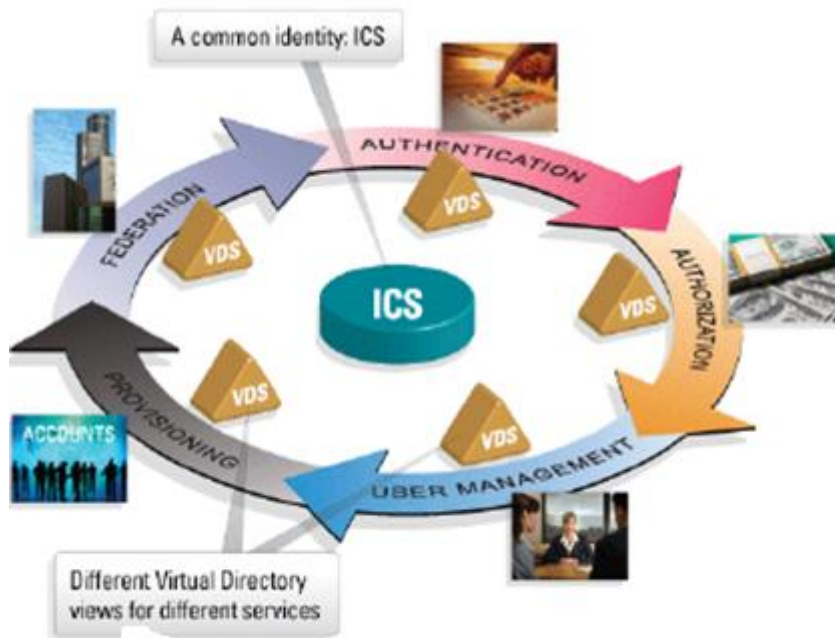 A common identity: ICS
AUTHENTICATION
FEDERATION
VDS
VDS
VDS
AUTHORIZATION
ICS
VDS
VDS
PROVISIONING
ACCOUNTS
UBER MANAGEMENT
Different Virtual Directory
views for different services